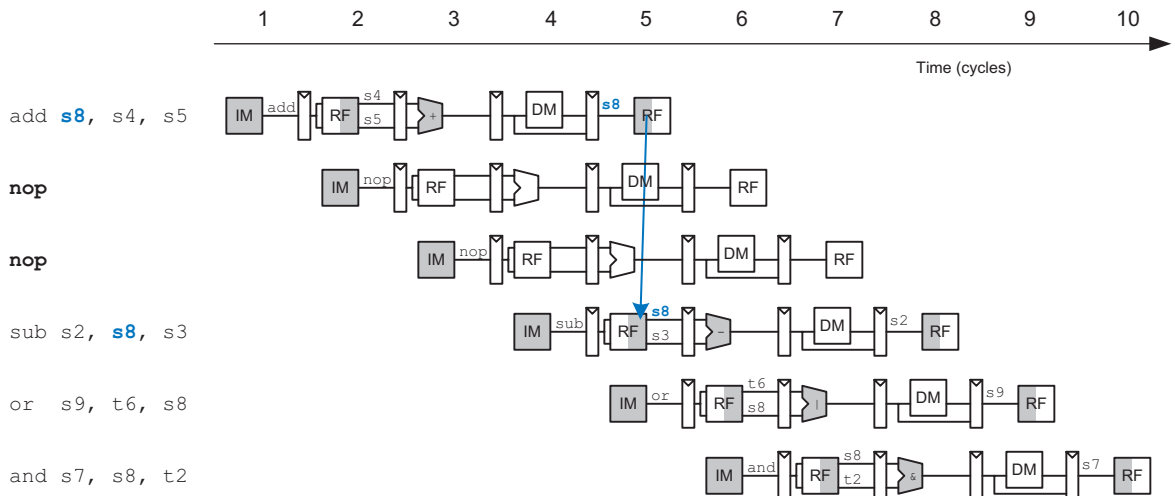 1 2 3 4 5 6 7 8 9 10
Time (cycles)
add s8, s4, s5 IM add RF s4 s5 + DM s8 RF
nop IM nop RF DM RF
nop IM nop RF DM RF
sub s2, s8, s3 IM sub RF s8 s3 - DM s2 RF
or s9, t6, s8 IM or RF t6 s8 | DM s9 RF
and s7, s8, t2 IM and RF s8 t2 & DM s7 RF